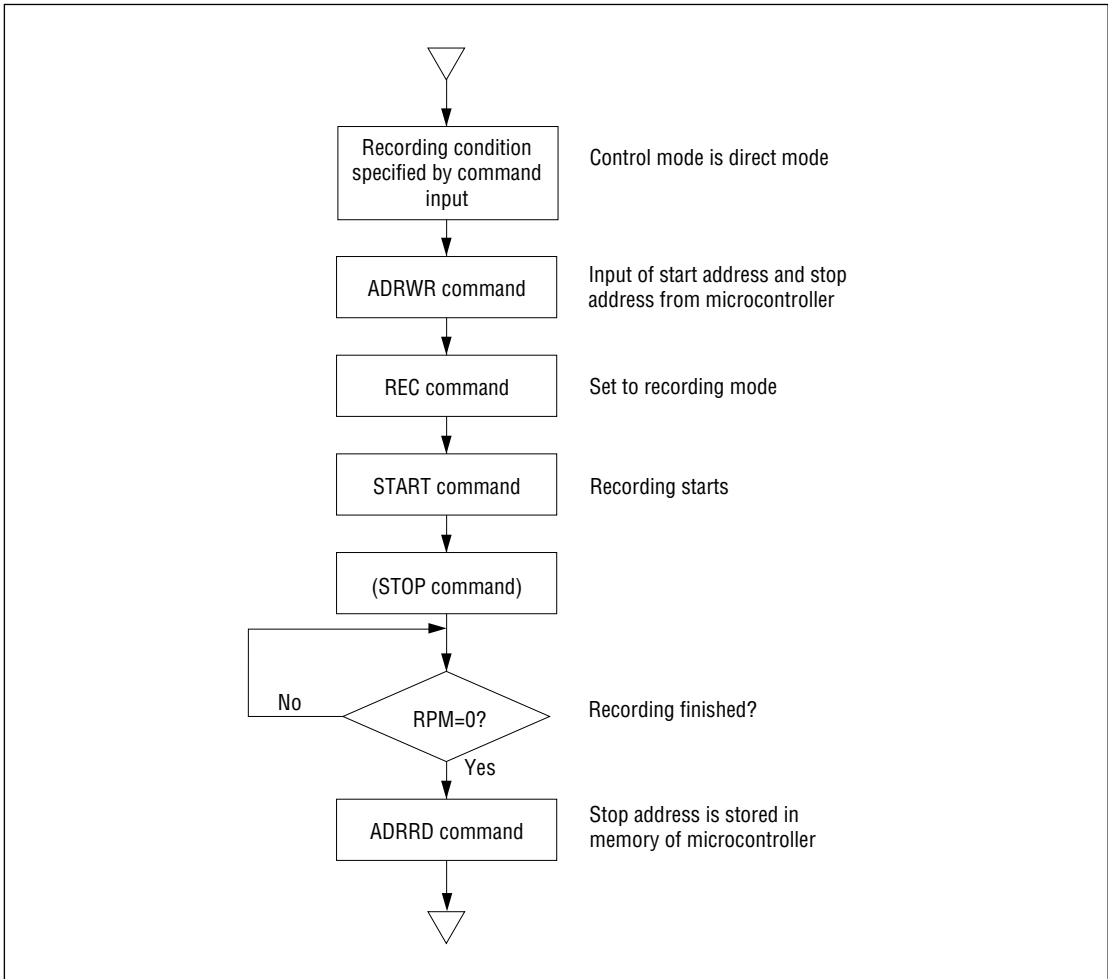 Recording condition
specified by command
input
Control mode is direct mode
ADRWR command
Input of start address and stop
address from microcontroller
REC command
Set to recording mode
START command
Recording starts
(STOP command)
No
RPM=0?
Recording finished?
Yes
ADRRD command
Stop address is stored in
memory of microcontroller